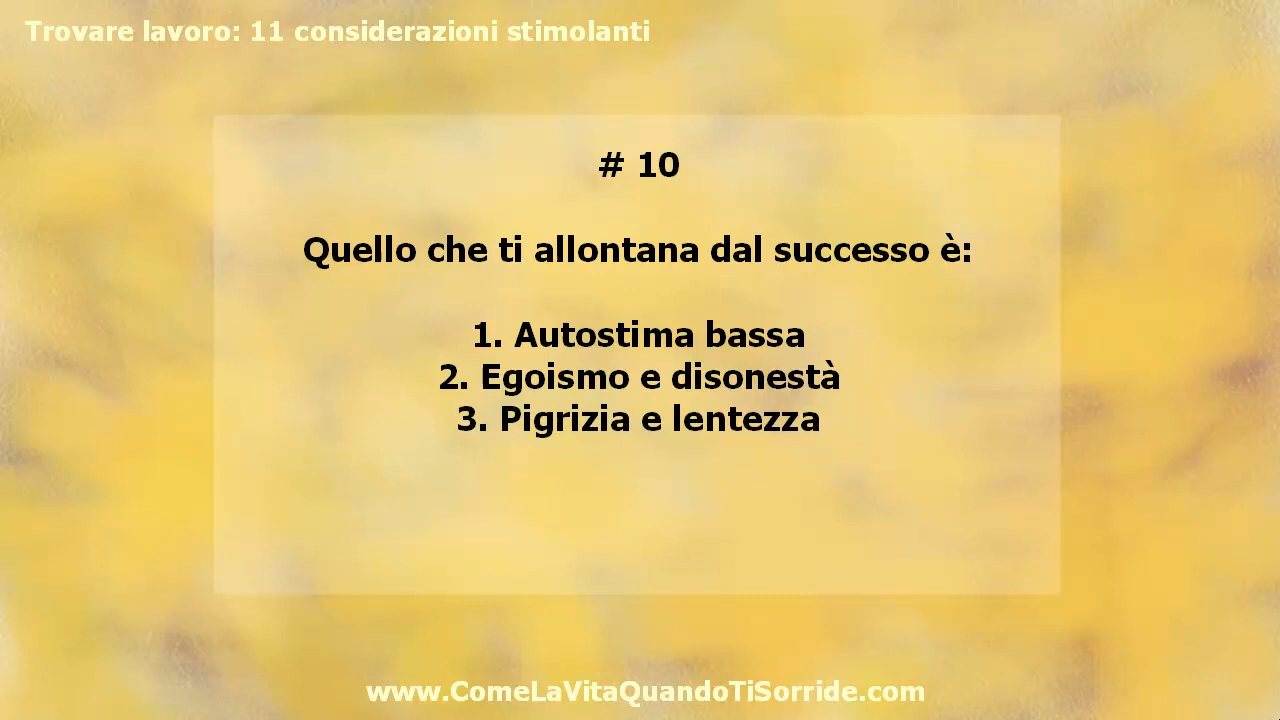 Trovare lavoro: 11 considerazioni stimolanti
# 10
Quello che ti allontana dal successo è:
1. Autostima bassa
2. Egoismo e disonestà
3. Pigrizia e lentezza
www.ComeLaVitaQuandoTiSorride.com